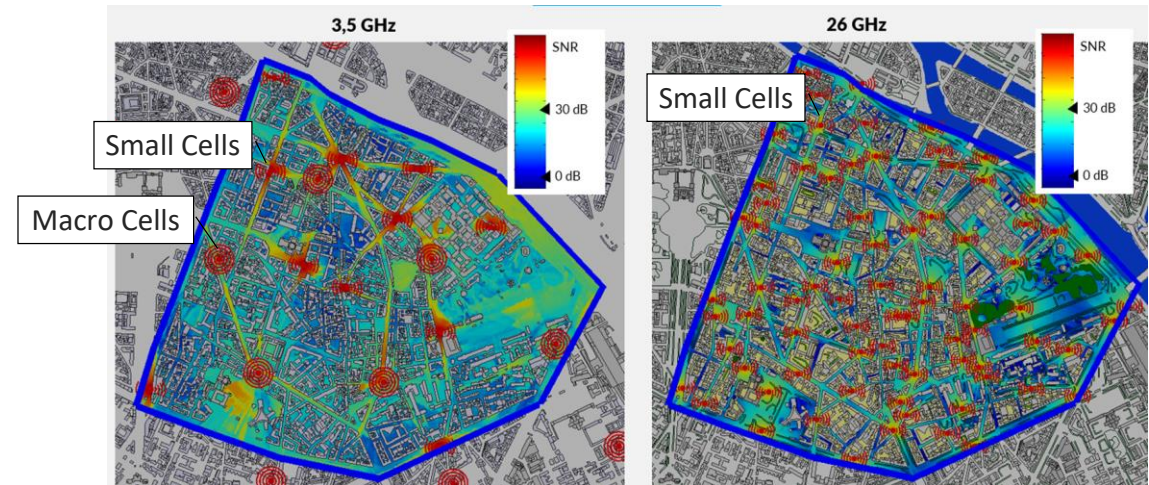 3,5 GHz
SNR
30 dB
0 dB
Small Cells
Macro Cells
26 GHz
SNR
30 dB
0 dB
Small Cells